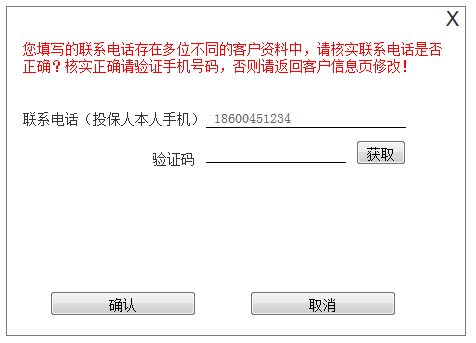 X
您填写的联系电话存在多位不同的客户资料中，请核实联系电话是否
正确？核实正确请验证手机号码，否则请返回客户信息页修改！
联系电话（投保人本人手机） 18600451234
验证码 获取
确认 取消